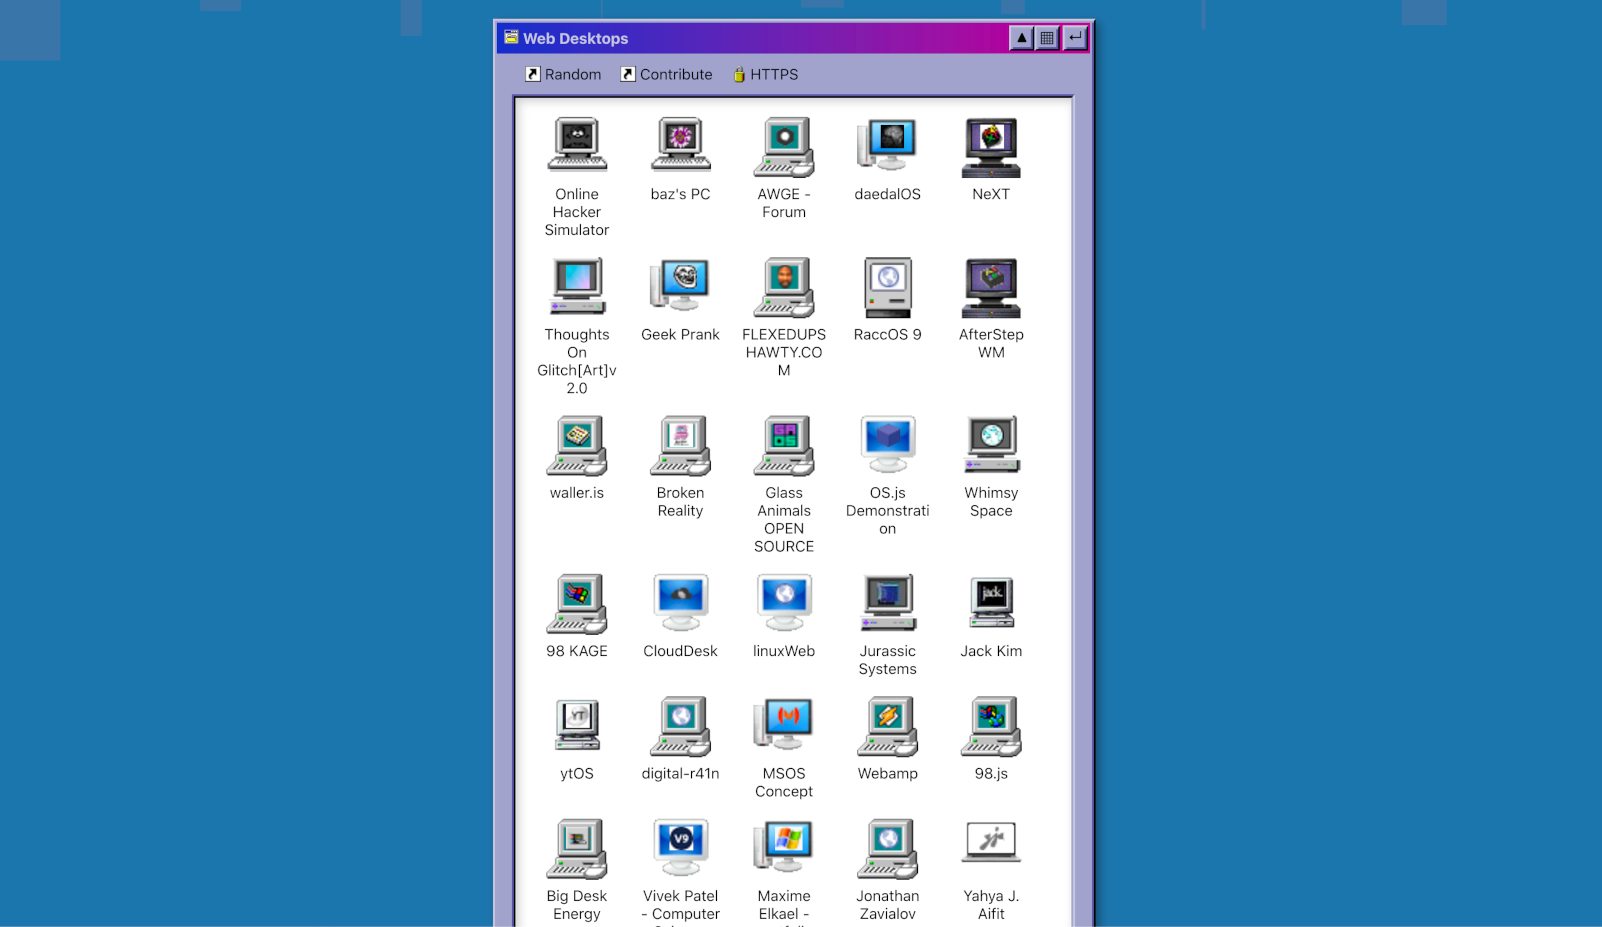 Web Desktops
Random Contribute HTTPS
Online
Hacker
Simulator
baz's PC
AWGE -
Forum
daedalOS
NeXT
Thoughts
On
Glitch[Art]v
2.0
Geek Prank
FLEXEDUPS
HAWTY.CO
M
RaccOS 9
AfterStep
WM
waller.is
Broken
Reality
Glass
Animals
OPEN
SOURCE
OS.js
Demonstrati
on
Whimsy
Space
98 KAGE
CloudDesk
linuxWeb
Jurassic
Systems
jack.
Jack Kim
YT
ytOS
digital-r41n
MSOS
Concept
Webamp
98.js
Big Desk
Energy
V9
Vivek Patel
- Computer
Maxime
Elkael -
Jonathan
Zavialov
Yahya J.
Aifit